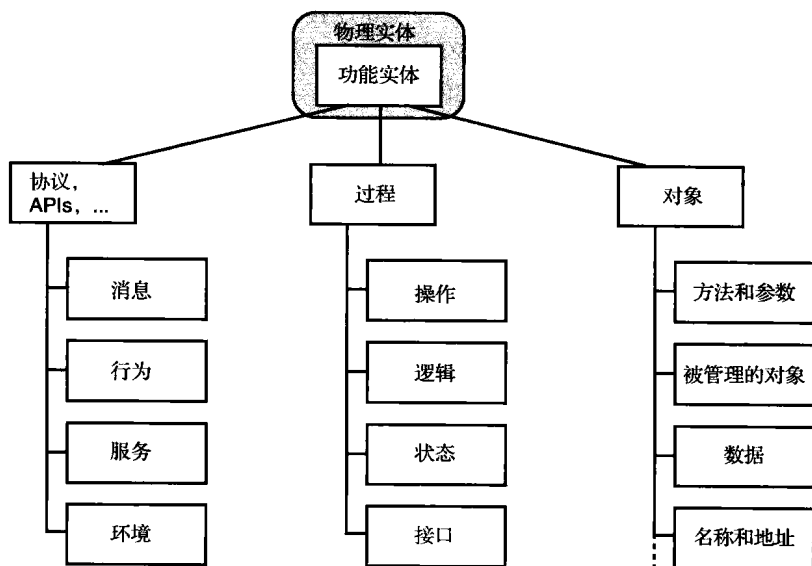 物理实体
功能实体
协议，
APIs，...
过程
对象
消息
行为
服务
环境
操作
逻辑
状态
接口
方法和参数
被管理的对象
数据
名称和地址